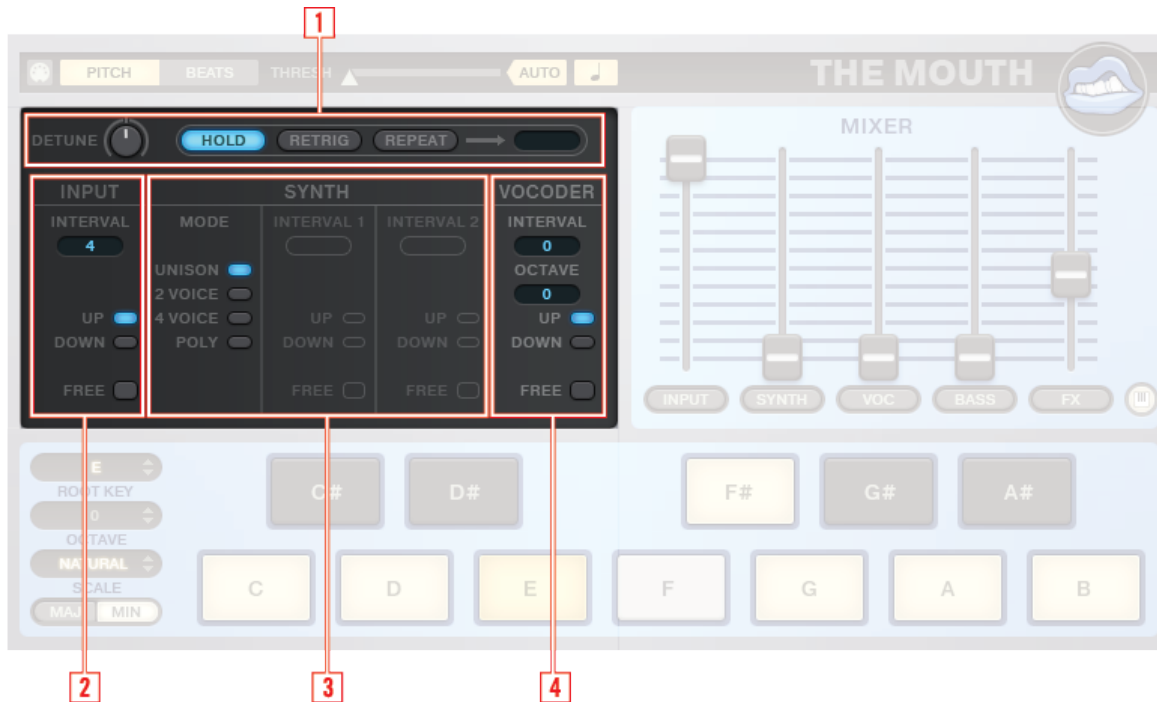 1
PITCH BEATS THRESH AUTO THE MOUTH
DETUNE HOLD RETRIG REPEAT
INPUT SYNTH VOCODER
INTERVAL MODE INTERVAL 1 INTERVAL 2 INTERVAL
4 0
UNISON OCTAVE
2 VOICE 0
UP 4 VOICE UP UP UP
DOWN POLY DOWN DOWN DOWN
FREE FREE FREE FREE
MIXER
INPUT SYNTH VOC BASS FX
E
ROOT KEY
0
OCTAVE
NATURAL
SCALE
MAJ MIN
C# D# F# G# A#
C D E F G A B
2 3 4